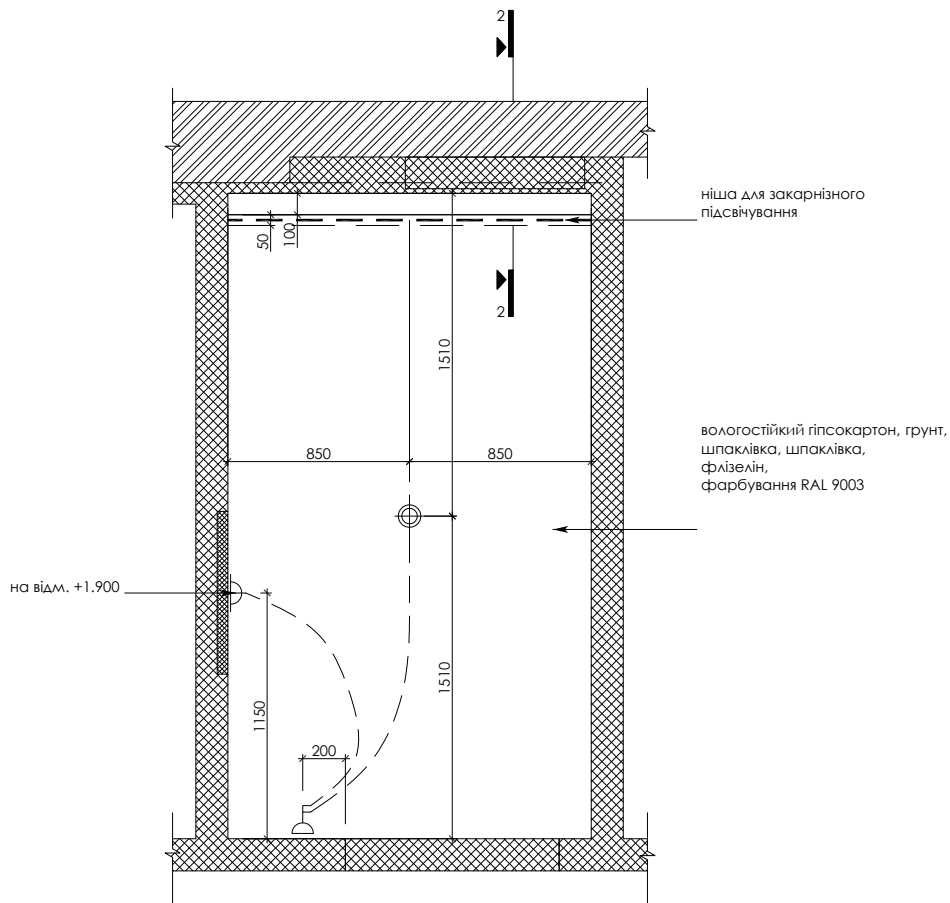 2
ніша для закарнізного
підсвічування
50
100
2
1510
850
850
вологостійкий гіпсокартон, грунт,
шпаклівка, шпаклівка,
флізелін,
фарбування RAL 9003
на відм. +1.900
1150
1510
200